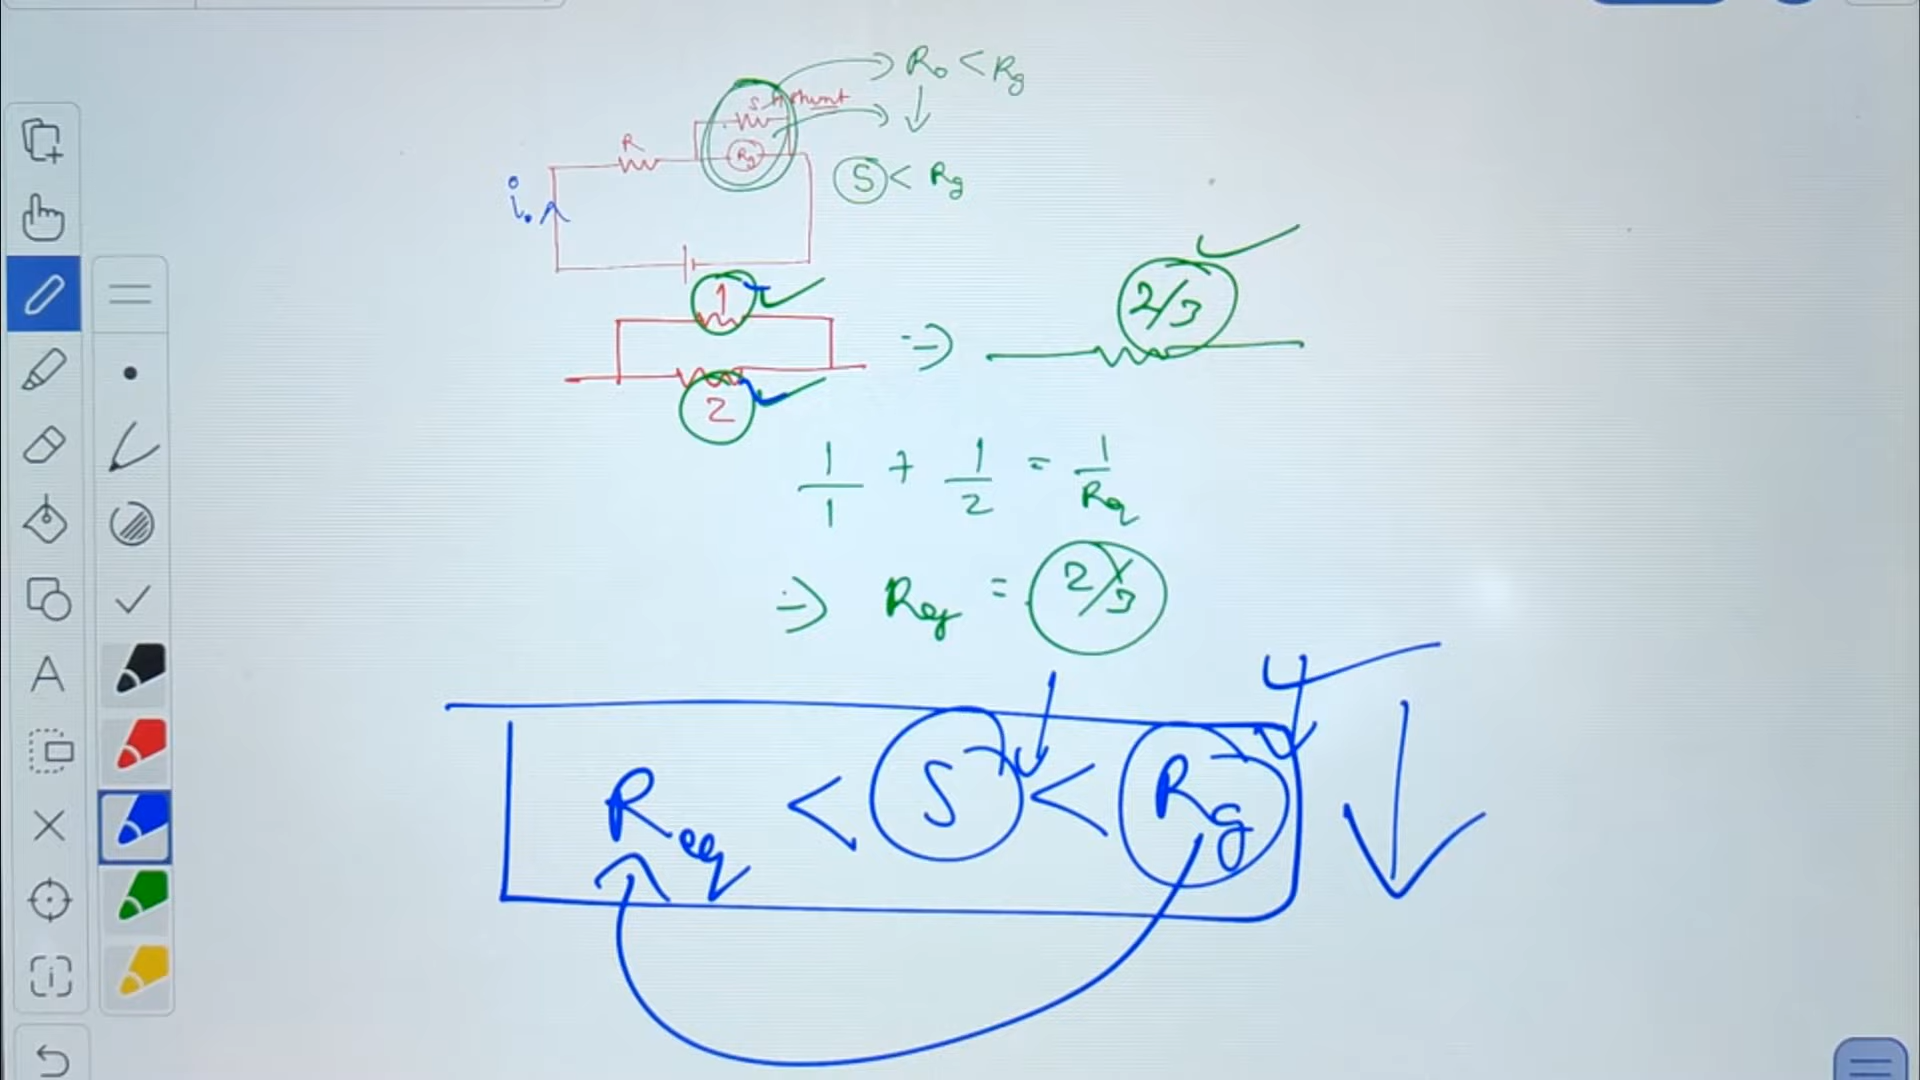 R₀ < Rg
S shunt
R
Rg
S < Rg
i
1
2/3
⇒
2
1/1 + 1/2 = 1/Req
⇒ Req = 2/3
Req < S < Rg
A